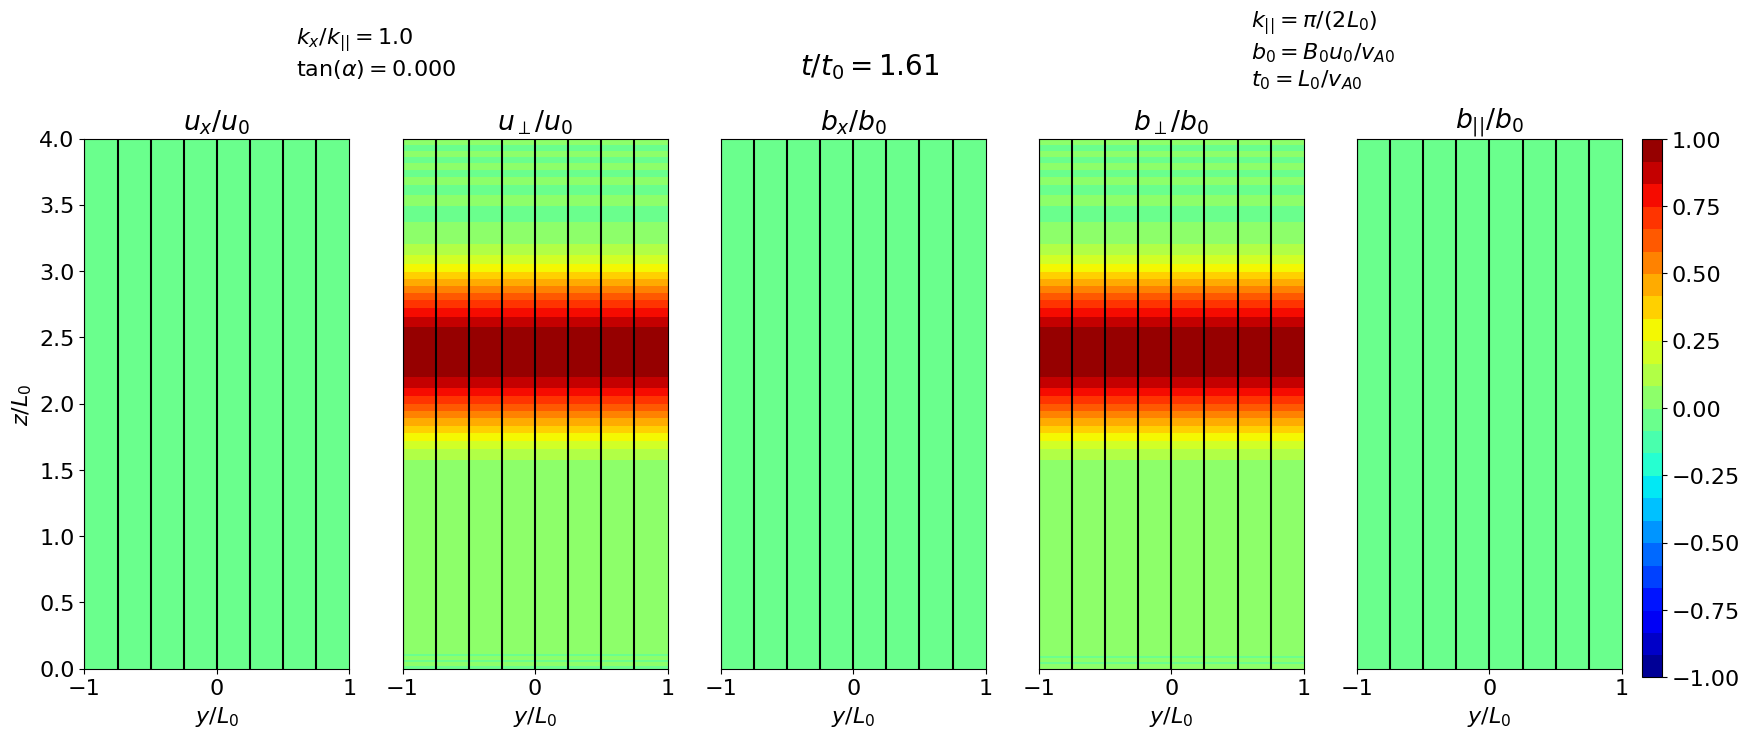 k_x/k_{||} = 1.0
tan(α) = 0.000
t/t_0 = 1.61
k_{||} = π/(2L_0)
b_0 = B_0u_0/v_{A0}
t_0 = L_0/v_{A0}
u_x/u_0
u_⊥/u_0
b_x/b_0
b_⊥/b_0
b_{||}/b_0
4.0
3.5
3.0
2.5
2.0
1.5
1.0
0.5
0.0
z/L_0
−1 0 1
−1 0 1
−1 0 1
−1 0 1
−1 0 1
y/L_0
y/L_0
y/L_0
y/L_0
y/L_0
1.00
0.75
0.50
0.25
0.00
−0.25
−0.50
−0.75
−1.00